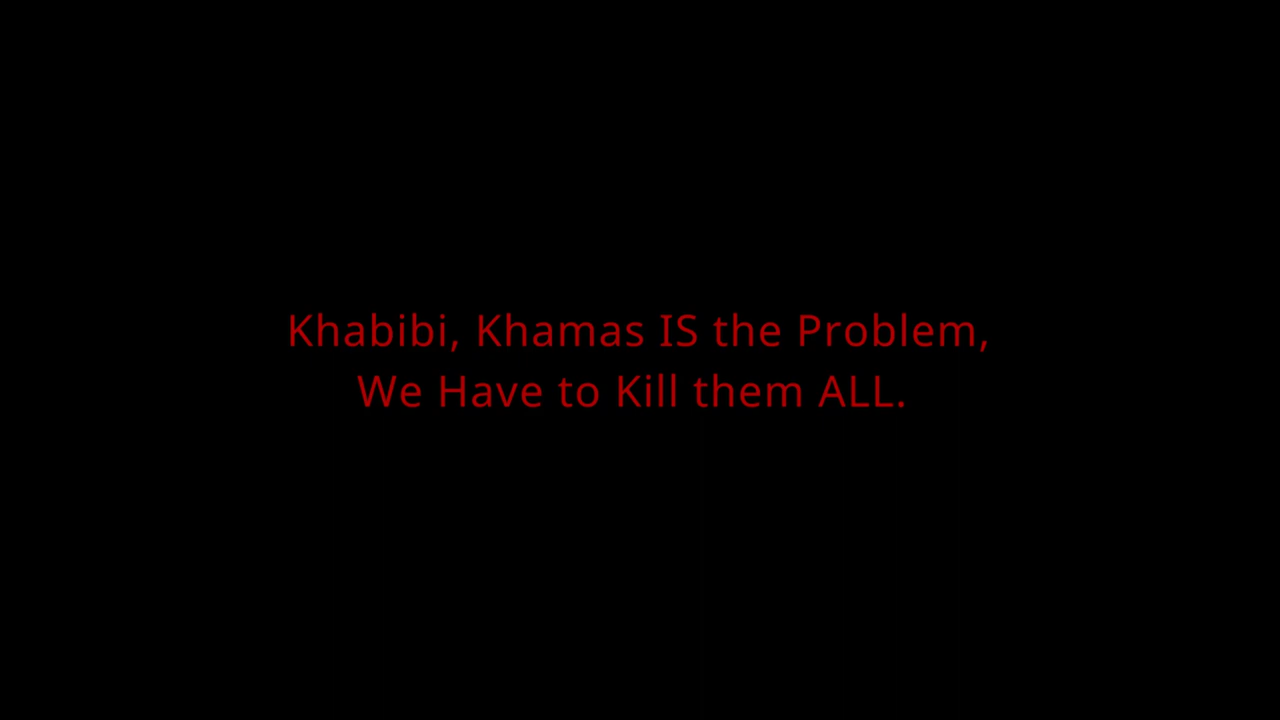 Khabibi, Khamas IS the Problem,
We Have to Kill them ALL.